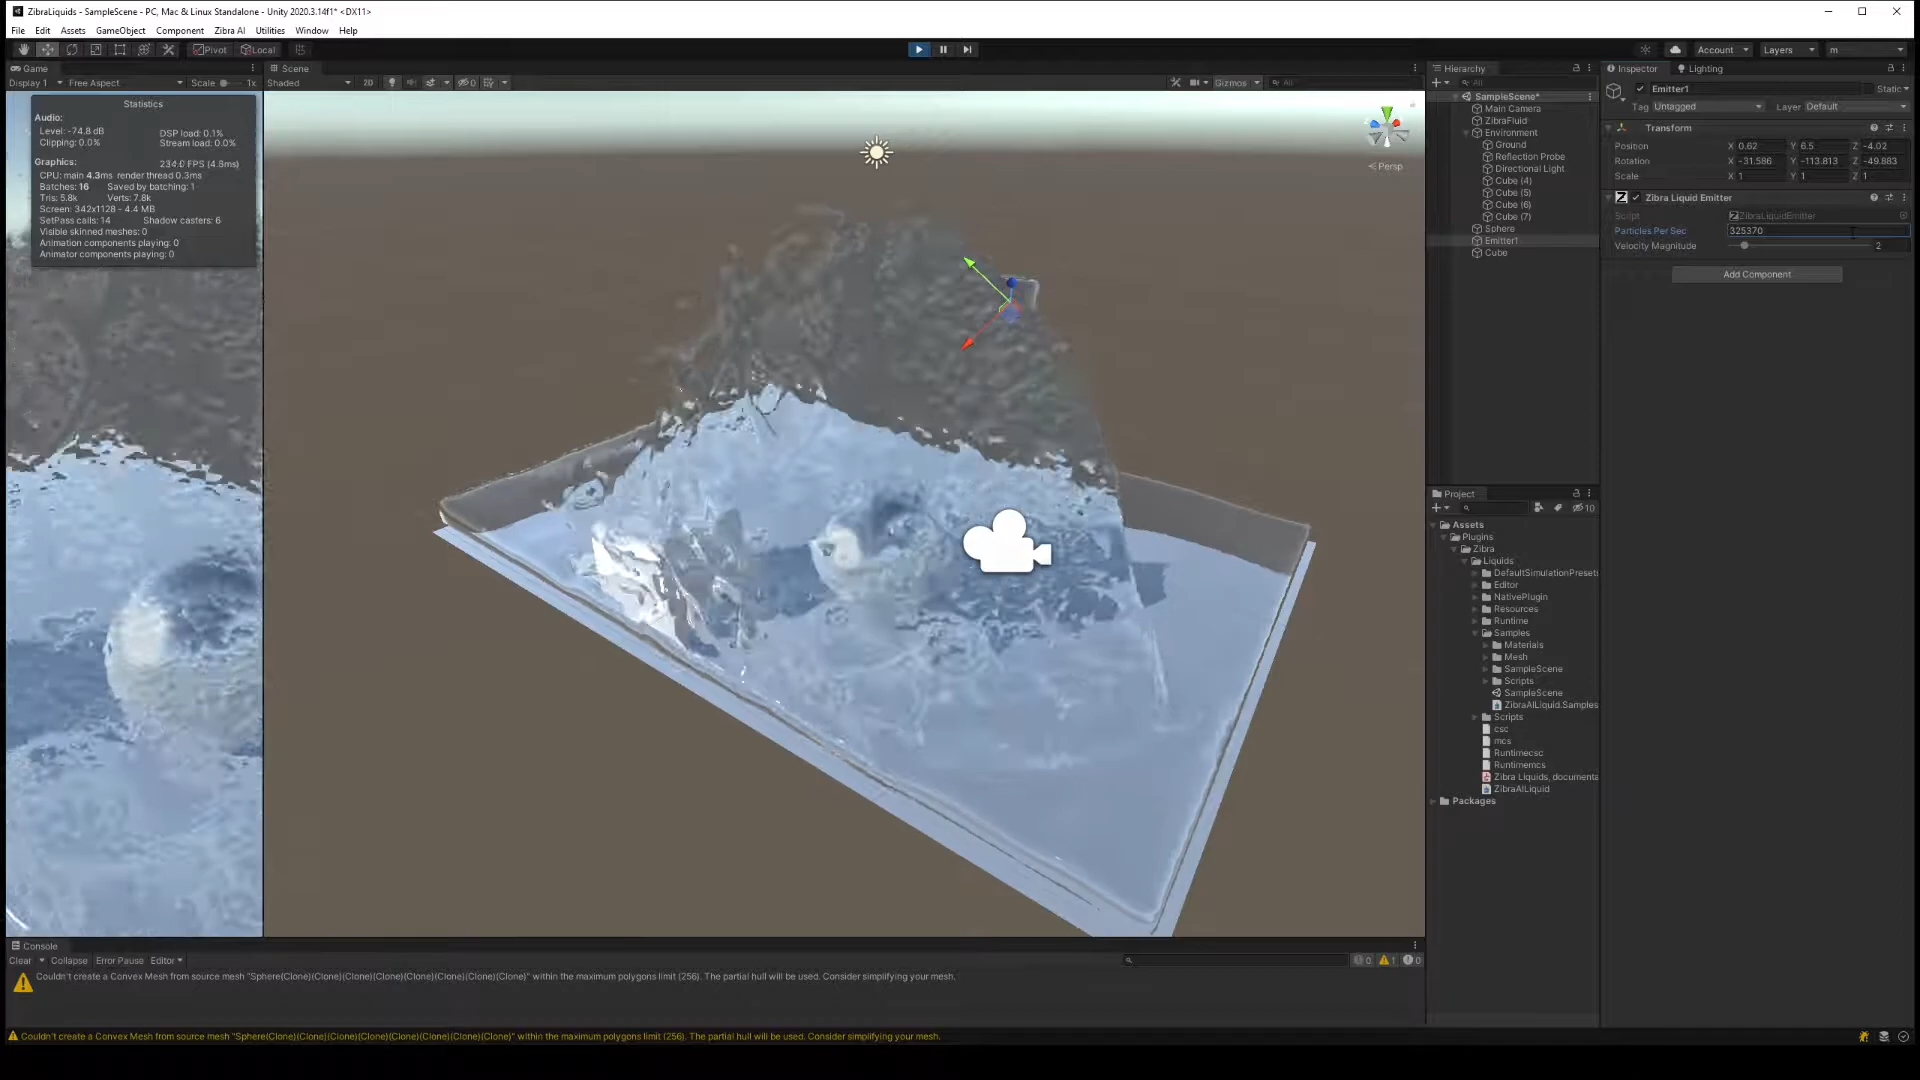 ZibraLiquids - SampleScene - PC, Mac & Linux Standalone - Unity 2020.3.14f1* <DX11>
File Edit Assets GameObject Component Zibra AI Utilities Window Help
Pivot Local Account Layers m
Game
Display 1 Free Aspect Scale 1x
Statistics
Audio:
Level: -74.8 dB DSP load: 0.1%
Clipping: 0.0% Stream load: 0.0%
Graphics: 234.0 FPS (4.3ms)
CPU: main 4.3ms render thread 0.3ms
Batches: 16 Saved by batching: 1
Tris: 5.8k Verts: 7.8k
Screen: 342x1128 - 4.4 MB
SetPass calls: 14 Shadow casters: 6
Visible skinned meshes: 0
Animation components playing: 0
Animator components playing: 0
Scene
Shaded 2D 0 Gizmos All
Persp
Hierarchy
All
SampleScene*
Main Camera
ZibraFluid
Environment
Ground
Reflection Probe
Directional Light
Cube (4)
Cube (5)
Cube (6)
Cube (7)
Sphere
Emitter1
Cube
Project
10
Assets
Plugins
Zibra
Liquids
DefaultSimulationPresets
Editor
NativePlugin
Resources
Runtime
Samples
Materials
Mesh
SampleScene
Scripts
SampleScene
ZibraAILiquid.Samples
Scripts
csc
mcs
Runtimecsc
Runtimemcs
Zibra Liquids, documenta
ZibraAILiquid
Packages
Inspector Lighting
Emitter1 Static
Tag Untagged Layer Default
Transform
Position X 0.62 Y 6.5 Z -4.02
Rotation X -31.586 Y -113.813 Z -49.883
Scale X 1 Y 1 Z 1
Zibra Liquid Emitter
Script ZibraLiquidEmitter
Particles Per Sec 325370
Velocity Magnitude 2
Add Component
Console
Clear Collapse Error Pause Editor 0 1 0
Couldn't create a Convex Mesh from source mesh "Sphere(Clone)(Clone)(Clone)(Clone)(Clone)(Clone)(Clone)" within the maximum polygons limit (256). The partial hull will be used. Consider simplifying your mesh.
Couldn't create a Convex Mesh from source mesh "Sphere(Clone)(Clone)(Clone)(Clone)(Clone)(Clone)(Clone)" within the maximum polygons limit (256). The partial hull will be used. Consider simplifying your mesh.